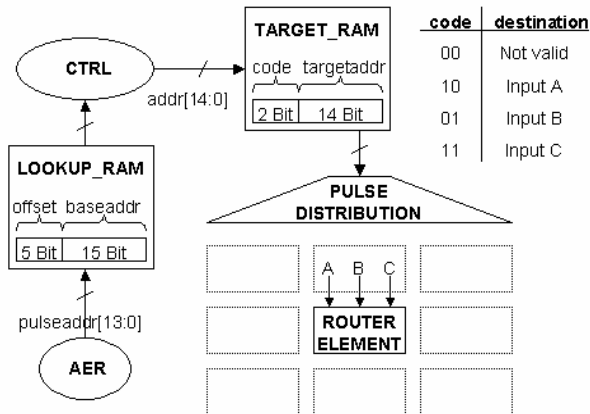 TARGET_RAM
code targetaddr
2 Bit 14 Bit
CTRL
addr[14:0]
LOOKUP_RAM
offset baseaddr
5 Bit 15 Bit
pulseaddr[13:0]
AER
code destination
00 Not valid
10 Input A
01 Input B
11 Input C
PULSE
DISTRIBUTION
A B C
ROUTER
ELEMENT